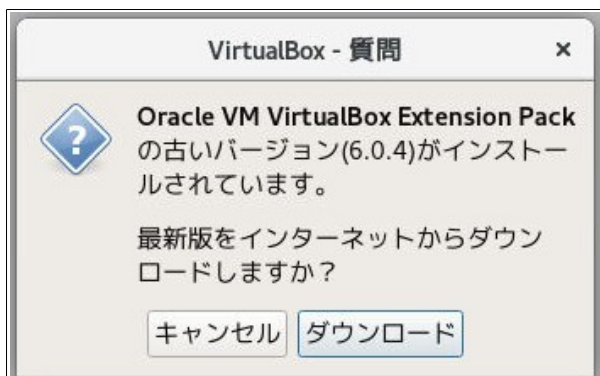 VirtualBox - 質問 ×
Oracle VM VirtualBox Extension Pack
の古いバージョン(6.0.4)がインストー
ルされています。
最新版をインターネットからダウン
ロードしますか？
キャンセル ダウンロード